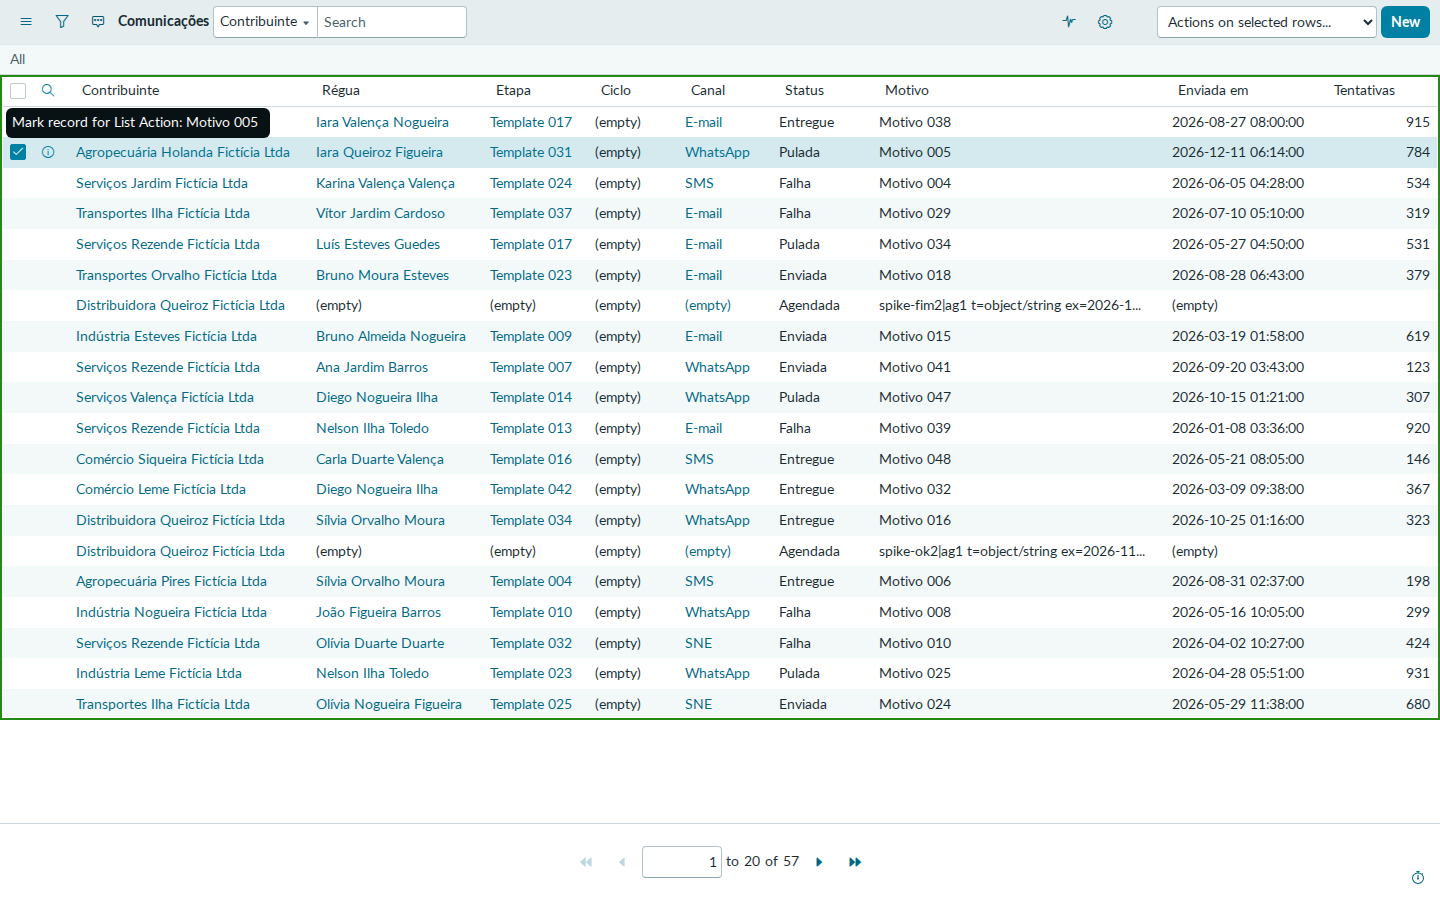 Comunicações Contribuinte Search Actions on selected rows... New
All
Contribuinte Régua Etapa Ciclo Canal Status Motivo Enviada em Tentativas
Mark record for List Action: Motivo 005 Iara Valença Nogueira Template 017 (empty) E-mail Entregue Motivo 038 2026-08-27 08:00:00 915
Agropecuária Holanda Fictícia Ltda Iara Queiroz Figueira Template 031 (empty) WhatsApp Pulada Motivo 005 2026-12-11 06:14:00 784
Serviços Jardim Fictícia Ltda Karina Valença Valença Template 024 (empty) SMS Falha Motivo 004 2026-06-05 04:28:00 534
Transportes Ilha Fictícia Ltda Vítor Jardim Cardoso Template 037 (empty) E-mail Falha Motivo 029 2026-07-10 05:10:00 319
Serviços Rezende Fictícia Ltda Luís Esteves Guedes Template 017 (empty) E-mail Pulada Motivo 034 2026-05-27 04:50:00 531
Transportes Orvalho Fictícia Ltda Bruno Moura Esteves Template 023 (empty) E-mail Enviada Motivo 018 2026-08-28 06:43:00 379
Distribuidora Queiroz Fictícia Ltda (empty) (empty) (empty) (empty) Agendada spike-fim2|ag1 t=object/string ex=2026-1... (empty)
Indústria Esteves Fictícia Ltda Bruno Almeida Nogueira Template 009 (empty) E-mail Enviada Motivo 015 2026-03-19 01:58:00 619
Serviços Rezende Fictícia Ltda Ana Jardim Barros Template 007 (empty) WhatsApp Enviada Motivo 041 2026-09-20 03:43:00 123
Serviços Valença Fictícia Ltda Diego Nogueira Ilha Template 014 (empty) WhatsApp Pulada Motivo 047 2026-10-15 01:21:00 307
Serviços Rezende Fictícia Ltda Nelson Ilha Toledo Template 013 (empty) E-mail Falha Motivo 039 2026-01-08 03:36:00 920
Comércio Siqueira Fictícia Ltda Carla Duarte Valença Template 016 (empty) SMS Entregue Motivo 048 2026-05-21 08:05:00 146
Comércio Leme Fictícia Ltda Diego Nogueira Ilha Template 042 (empty) WhatsApp Entregue Motivo 032 2026-03-09 09:38:00 367
Distribuidora Queiroz Fictícia Ltda Sílvia Orvalho Moura Template 034 (empty) WhatsApp Entregue Motivo 016 2026-10-25 01:16:00 323
Distribuidora Queiroz Fictícia Ltda (empty) (empty) (empty) (empty) Agendada spike-ok2|ag1 t=object/string ex=2026-11... (empty)
Agropecuária Pires Fictícia Ltda Sílvia Orvalho Moura Template 004 (empty) SMS Entregue Motivo 006 2026-08-31 02:37:00 198
Indústria Nogueira Fictícia Ltda João Figueira Barros Template 010 (empty) WhatsApp Falha Motivo 008 2026-05-16 10:05:00 299
Serviços Rezende Fictícia Ltda Olívia Duarte Duarte Template 032 (empty) SNE Falha Motivo 010 2026-04-02 10:27:00 424
Indústria Leme Fictícia Ltda Nelson Ilha Toledo Template 023 (empty) WhatsApp Pulada Motivo 025 2026-04-28 05:51:00 931
Transportes Ilha Fictícia Ltda Olívia Nogueira Figueira Template 025 (empty) SNE Enviada Motivo 024 2026-05-29 11:38:00 680
1 to 20 of 57